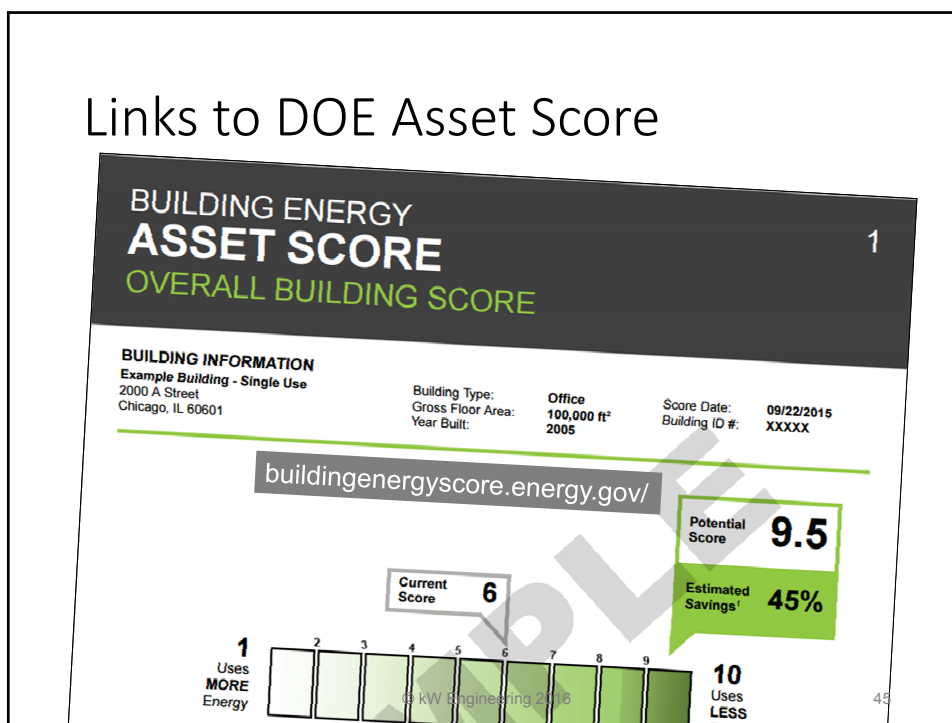 Links to DOE Asset Score
BUILDING ENERGY
ASSET SCORE
OVERALL BUILDING SCORE
1
BUILDING INFORMATION
Example Building - Single Use
2000 A Street
Chicago, IL 60601
Building Type: Office
Gross Floor Area: 100,000 ft²
Year Built: 2005
Score Date: 09/22/2015
Building ID #: XXXXX
buildingenergyscore.energy.gov/
Potential
Score 9.5
Estimated
Savings 45%
Current
Score 6
1 2 3 4 5 6 7 8 9 10
Uses
MORE
Energy
Uses
LESS
MPLE
© kW Engineering 2016
45